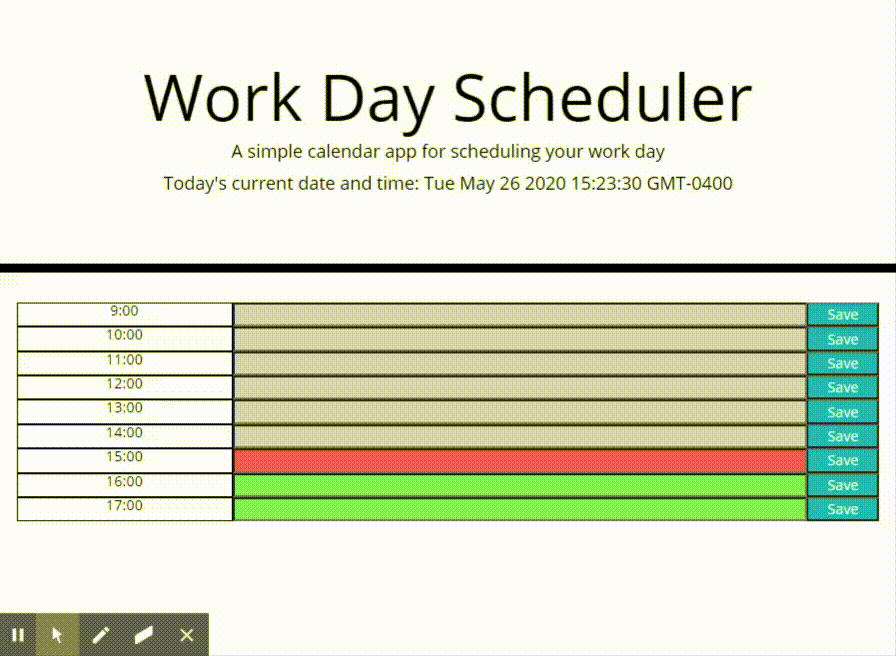 Work Day Scheduler
A simple calendar app for scheduling your work day
Today's current date and time: Tue May 26 2020 15:23:30 GMT-0400
9:00 Save
10:00 Save
11:00 Save
12:00 Save
13:00 Save
14:00 Save
15:00 Save
16:00 Save
17:00 Save